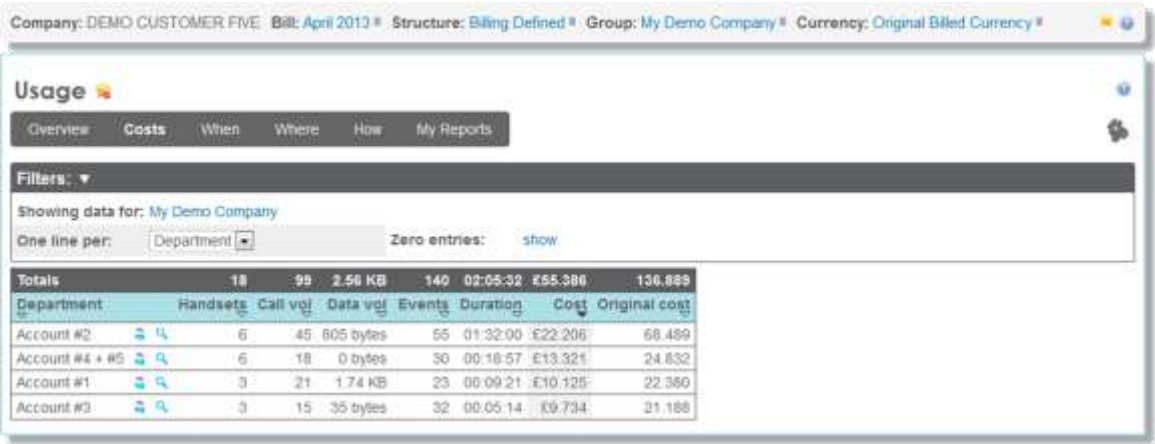 Company: DEMO CUSTOMER FIVE Bill: April 2013 Structure: Billing Defined Group: My Demo Company Currency: Original Billed Currency
Usage
Overview Costs When Where How My Reports
Filters:
Showing data for: My Demo Company
One line per: Department Zero entries: show
Totals 18 99 2.56 KB 140 02:05:32 £55.386 136.889
Department Handsets Call vol Data vol Events Duration Cost Original cost
Account #2 6 45 805 bytes 55 01:32:00 £22.206 68.489
Account #4 + #5 6 18 0 bytes 30 00:18:57 £13.321 24.832
Account #1 3 21 1.74 KB 23 00:09:21 £10.125 22.380
Account #3 3 15 35 bytes 32 00:05:14 £9.734 21.188